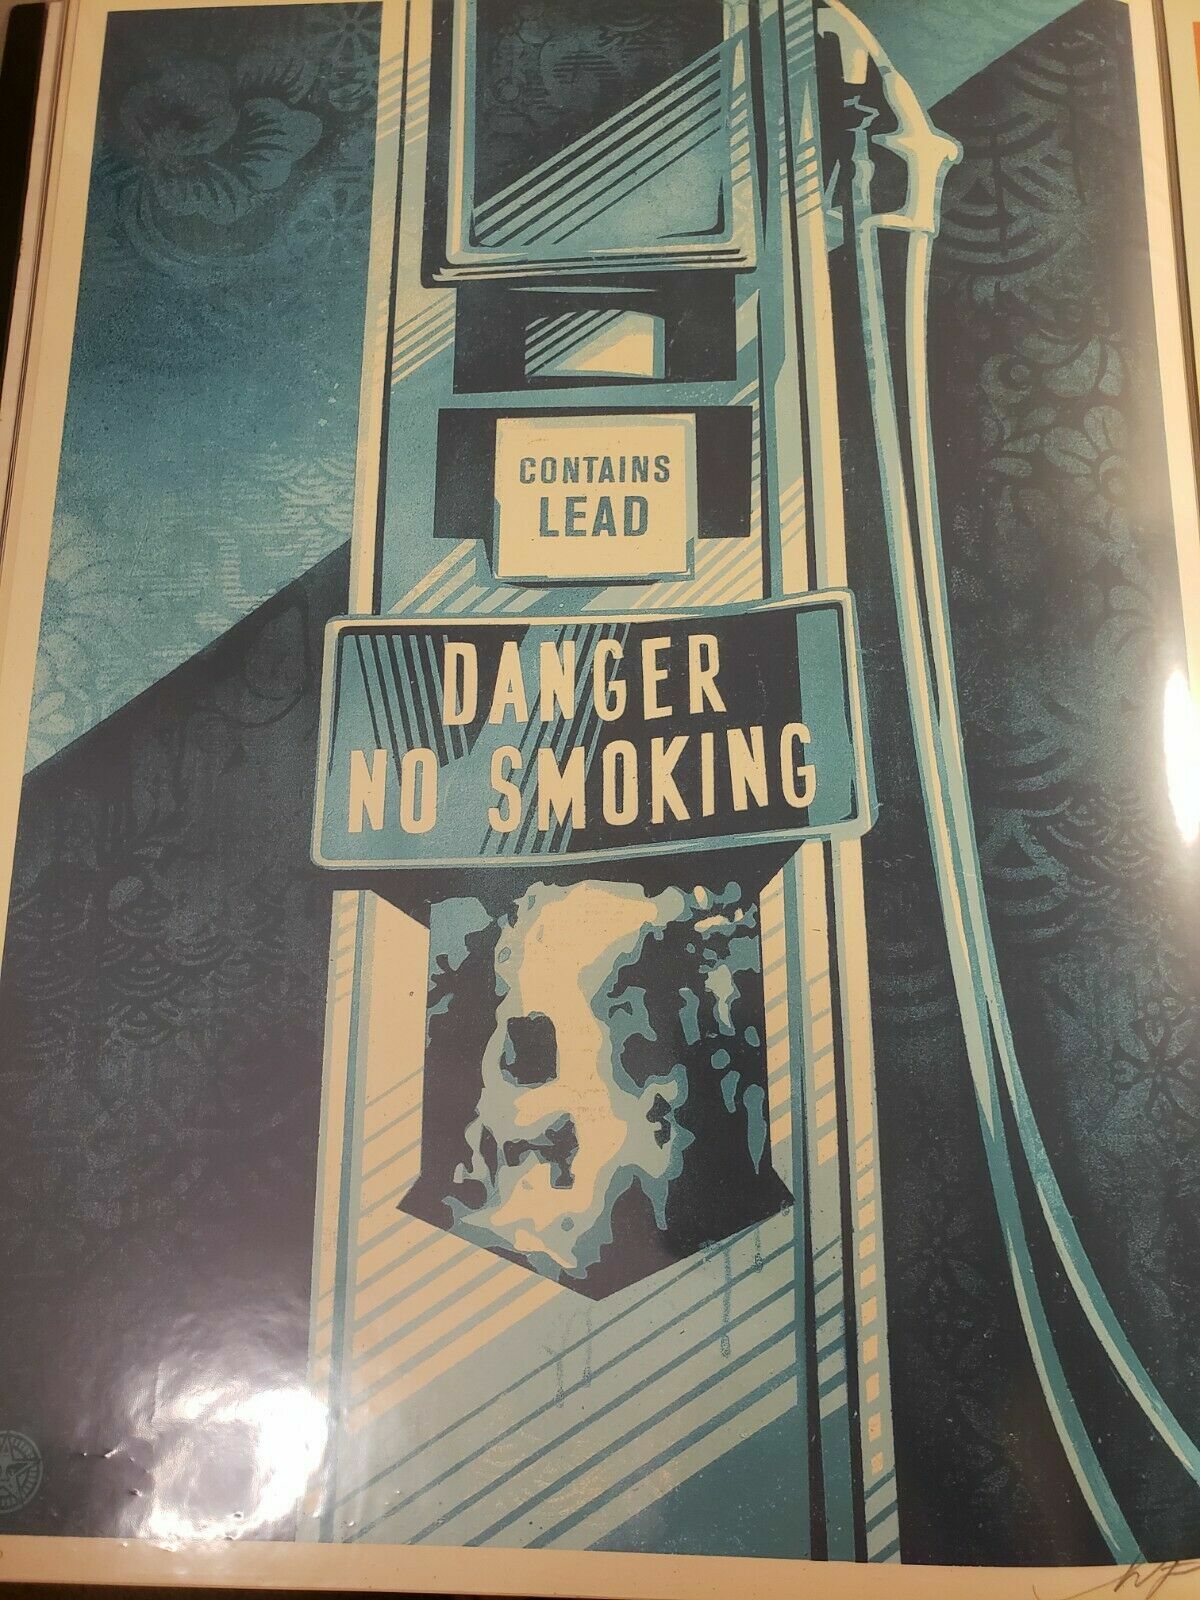 CONTAINS
LEAD
DANGER
NO SMOKING